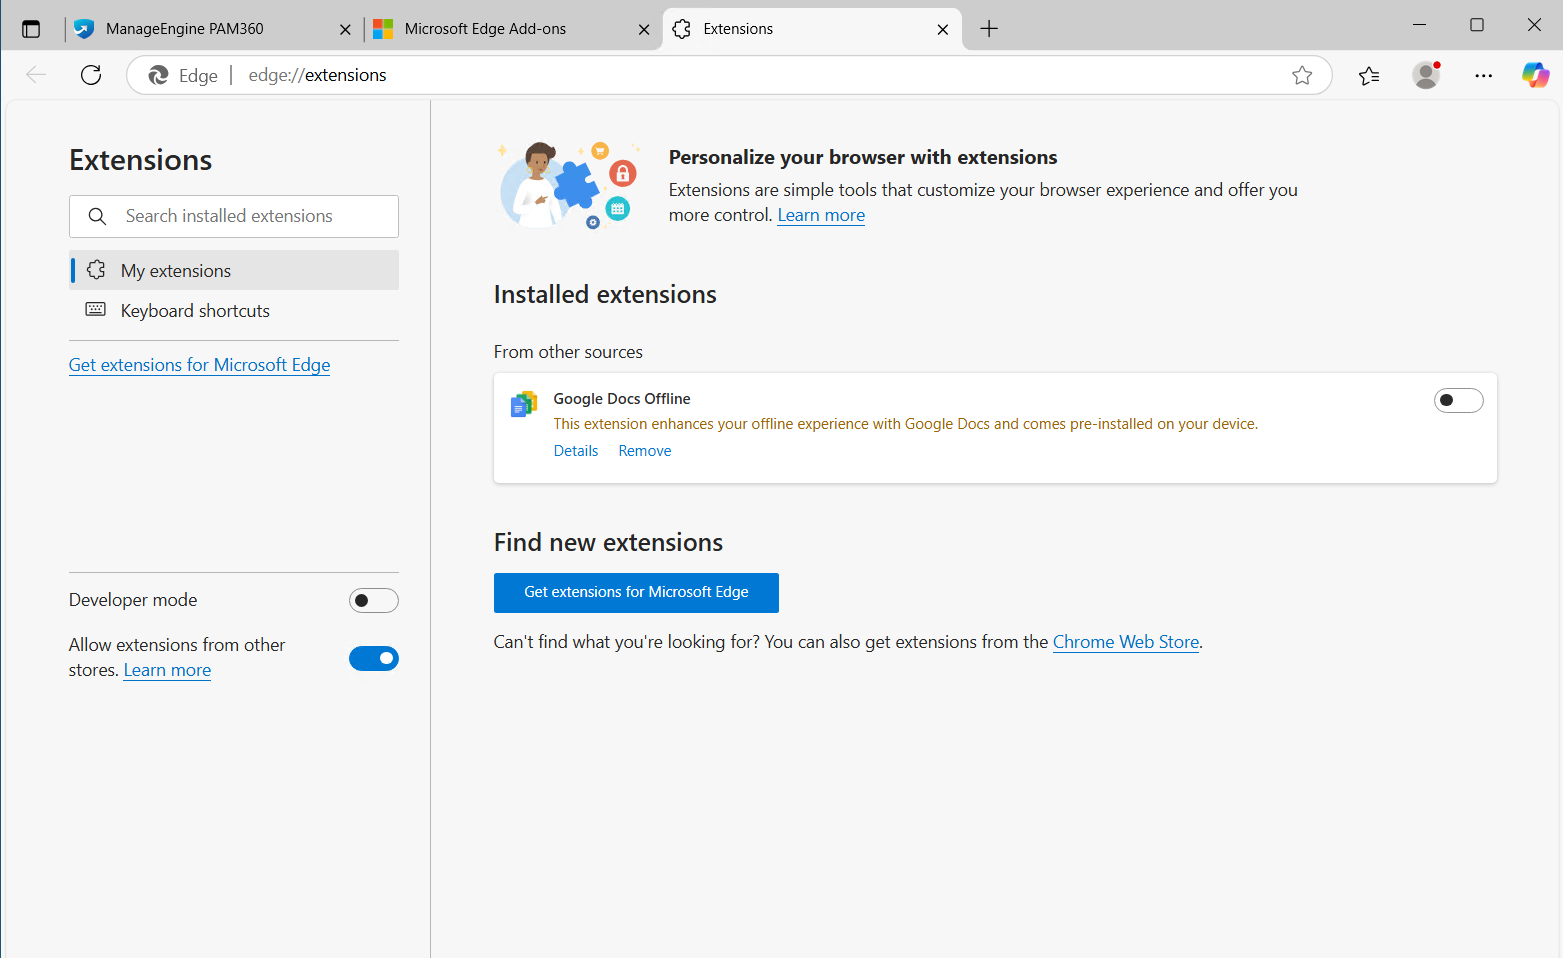 ManageEngine PAM360
Microsoft Edge Add-ons
Extensions
Edge
edge://extensions
Extensions
Search installed extensions
My extensions
Keyboard shortcuts
Get extensions for Microsoft Edge
Developer mode
Allow extensions from other
stores. Learn more
Personalize your browser with extensions
Extensions are simple tools that customize your browser experience and offer you
more control. Learn more
Installed extensions
From other sources
Google Docs Offline
This extension enhances your offline experience with Google Docs and comes pre-installed on your device.
Details Remove
Find new extensions
Get extensions for Microsoft Edge
Can't find what you're looking for? You can also get extensions from the Chrome Web Store.